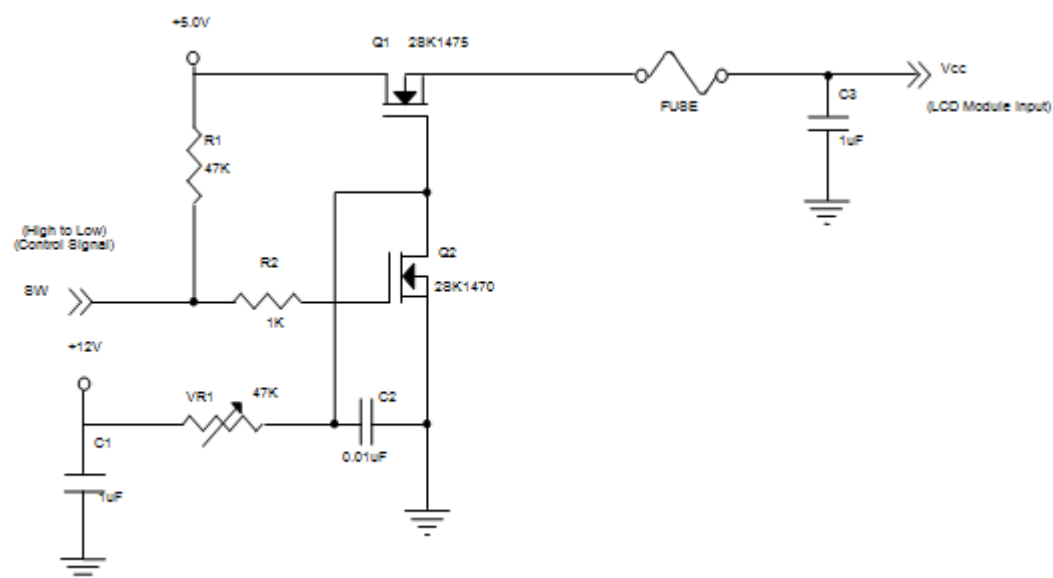 +5.0V
Q1 2SK1475
Vcc
FUSE
C3
(LCD Module Input)
R1
47K
1uF
(High to Low)
(Control Signal)
Q2
R2
SW
2SK1470
1K
+12V
VR1
47K
C2
C1
0.01uF
1uF